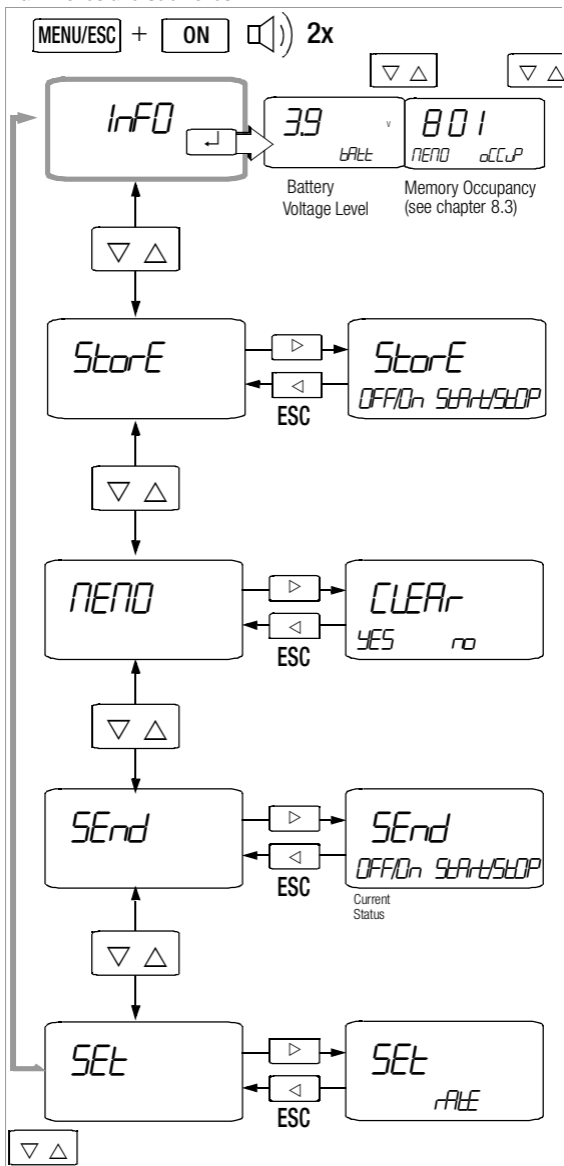 MENU/ESC + ON 2x
InFO
3.9 V
bAtt
801
MEMO oCCuP
Battery
Voltage Level
Memory Occupancy
(see chapter 8.3)
StorE
StorE
OFF/On StArt/StOP
ESC
MEMO
CLEAr
YES no
ESC
SEnd
SEnd
OFF/On StArt/StOP
ESC
Current
Status
SEt
SEt
rAtE
ESC